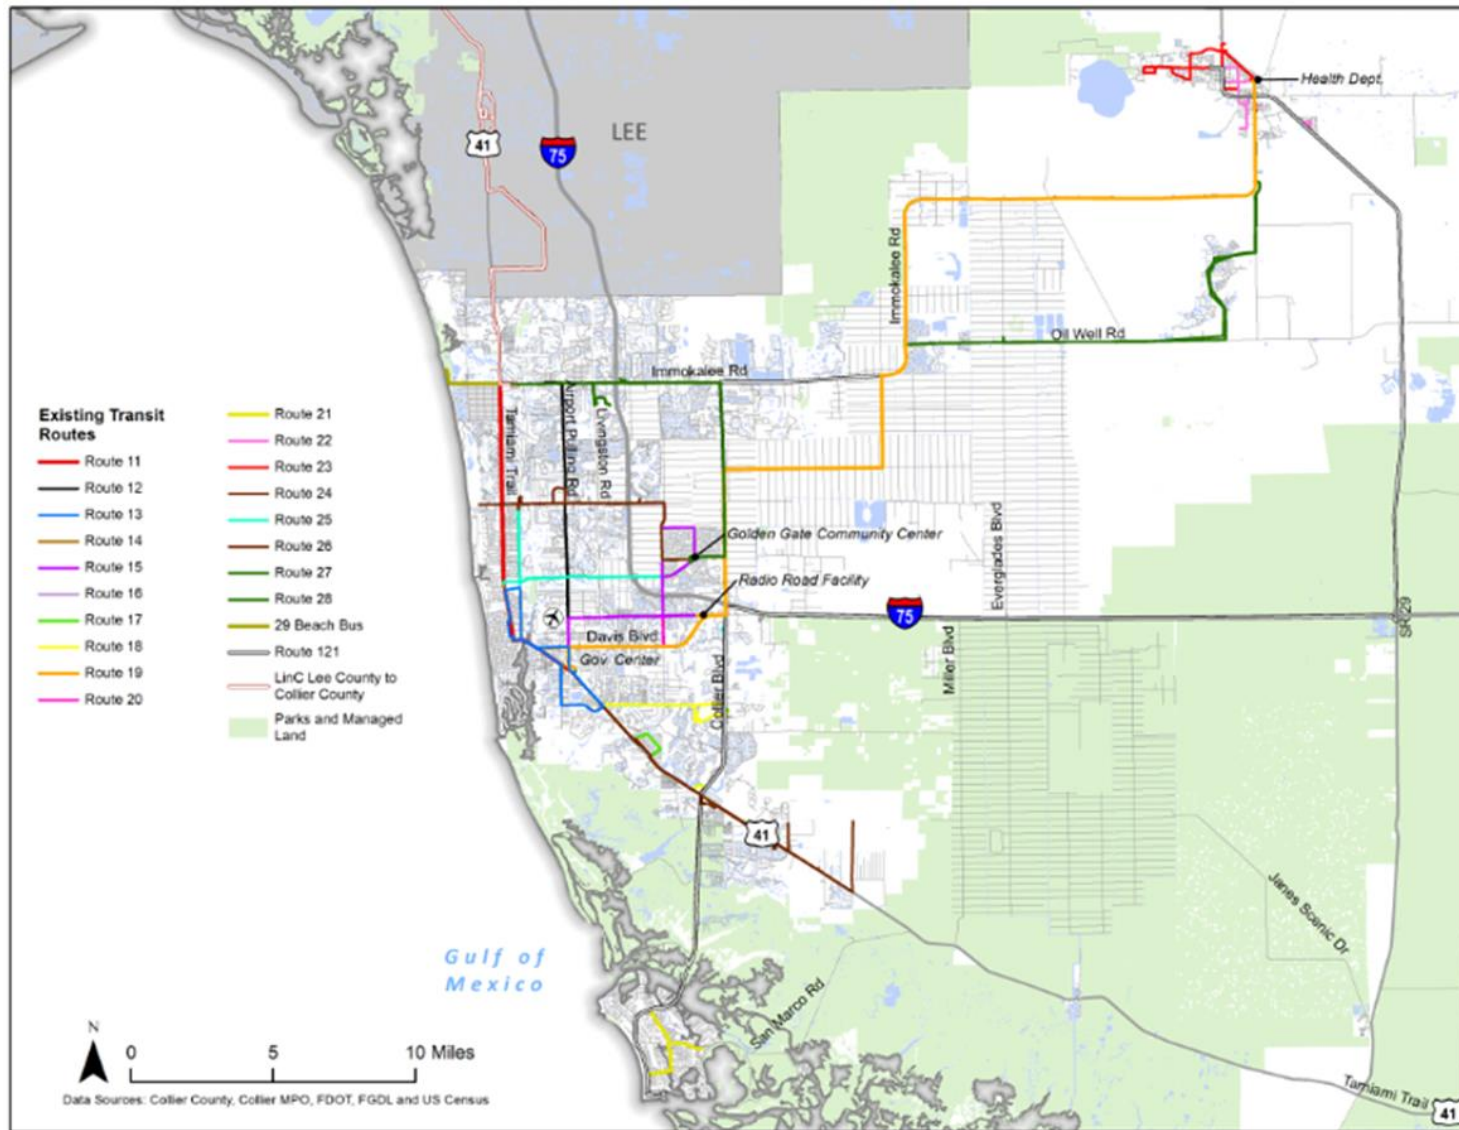 Health Dept.
41
75
LEE
Immokalee Rd
Oil Well Rd
Immokalee Rd
Tamiami Trail
Airport Pulling Rd
Livingston Rd
Existing Transit
Routes
Route 11
Route 12
Route 13
Route 14
Route 15
Route 16
Route 17
Route 18
Route 19
Route 20
Route 21
Route 22
Route 23
Route 24
Route 25
Route 26
Route 27
Route 28
29 Beach Bus
Route 121
LinC Lee County to
Collier County
Parks and Managed
Land
Golden Gate Community Center
Radio Road Facility
Everglades Blvd
75
SR 29
Davis Blvd
Gov. Center
Miller Blvd
Collier Blvd
41
Janes Scenic Dr
Gulf of
Mexico
San Marco Rd
N
0 5 10 Miles
Tamiami Trail
41
Data Sources: Collier County, Collier MPO, FDOT, FGDL and US Census